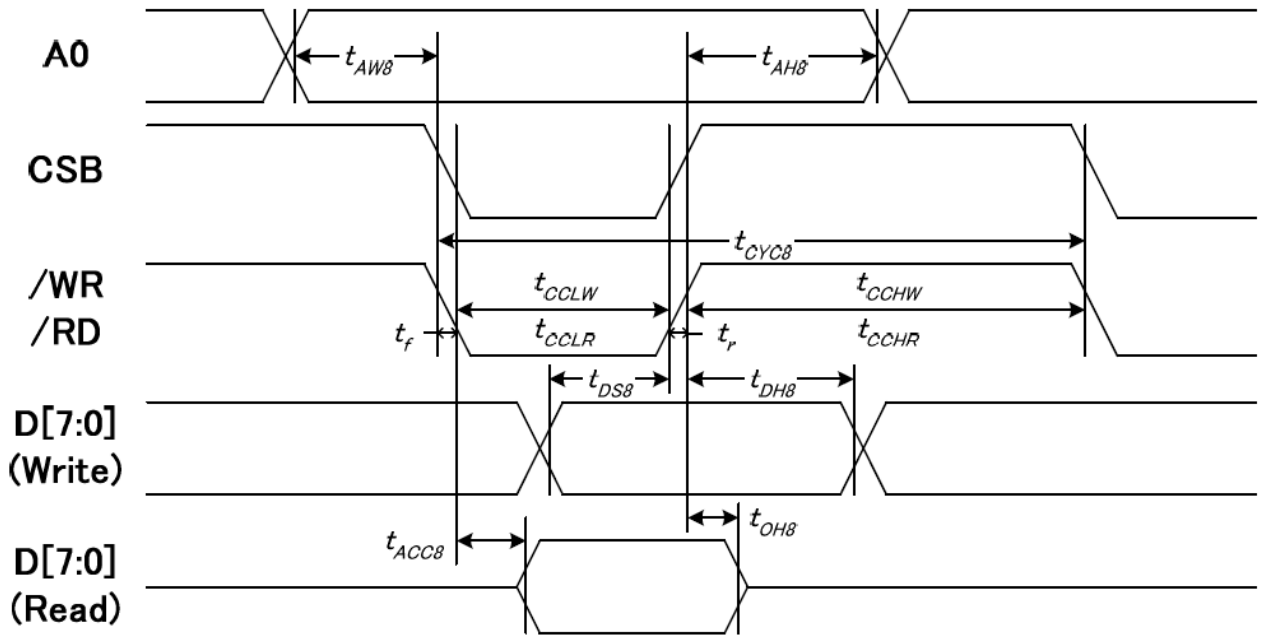 A0
tAW8
tAH8
CSB
tCYC8
/WR
/RD
tCCLW
tCCHW
tf
tCCLR
tr
tCCHR
tDS8
tDH8
D[7:0]
(Write)
tACC8
tOH8
D[7:0]
(Read)